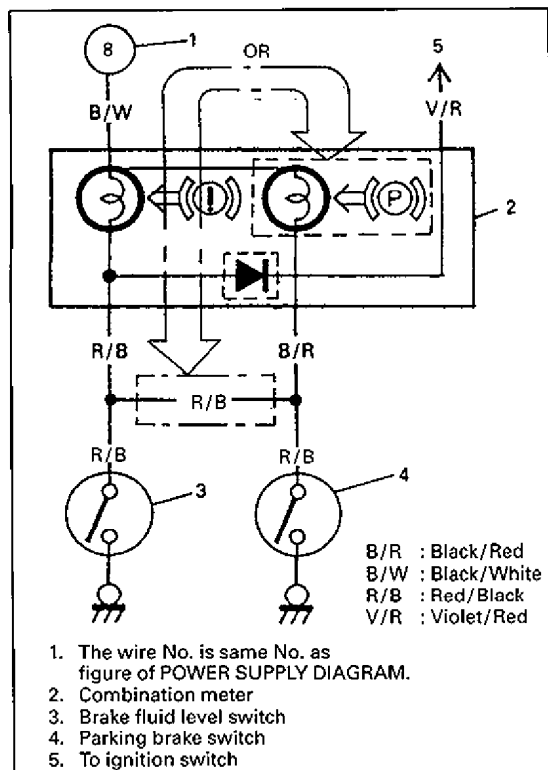 8
1
OR
5
B/W
V/R
P
2
R/B
B/R
R/B
R/B
R/B
3
4
B/R : Black/Red
B/W : Black/White
R/B : Red/Black
V/R : Violet/Red
1. The wire No. is same No. as
figure of POWER SUPPLY DIAGRAM.
2. Combination meter
3. Brake fluid level switch
4. Parking brake switch
5. To ignition switch